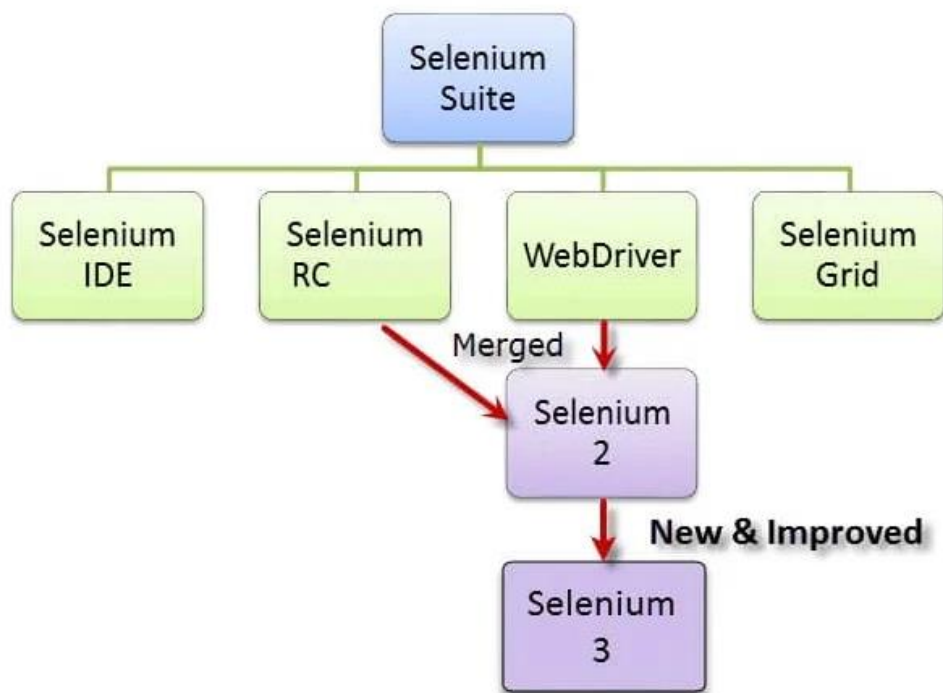 Selenium
Suite
Selenium
IDE
Selenium
RC
WebDriver
Selenium
Grid
Merged
Selenium
2
New & Improved
Selenium
3